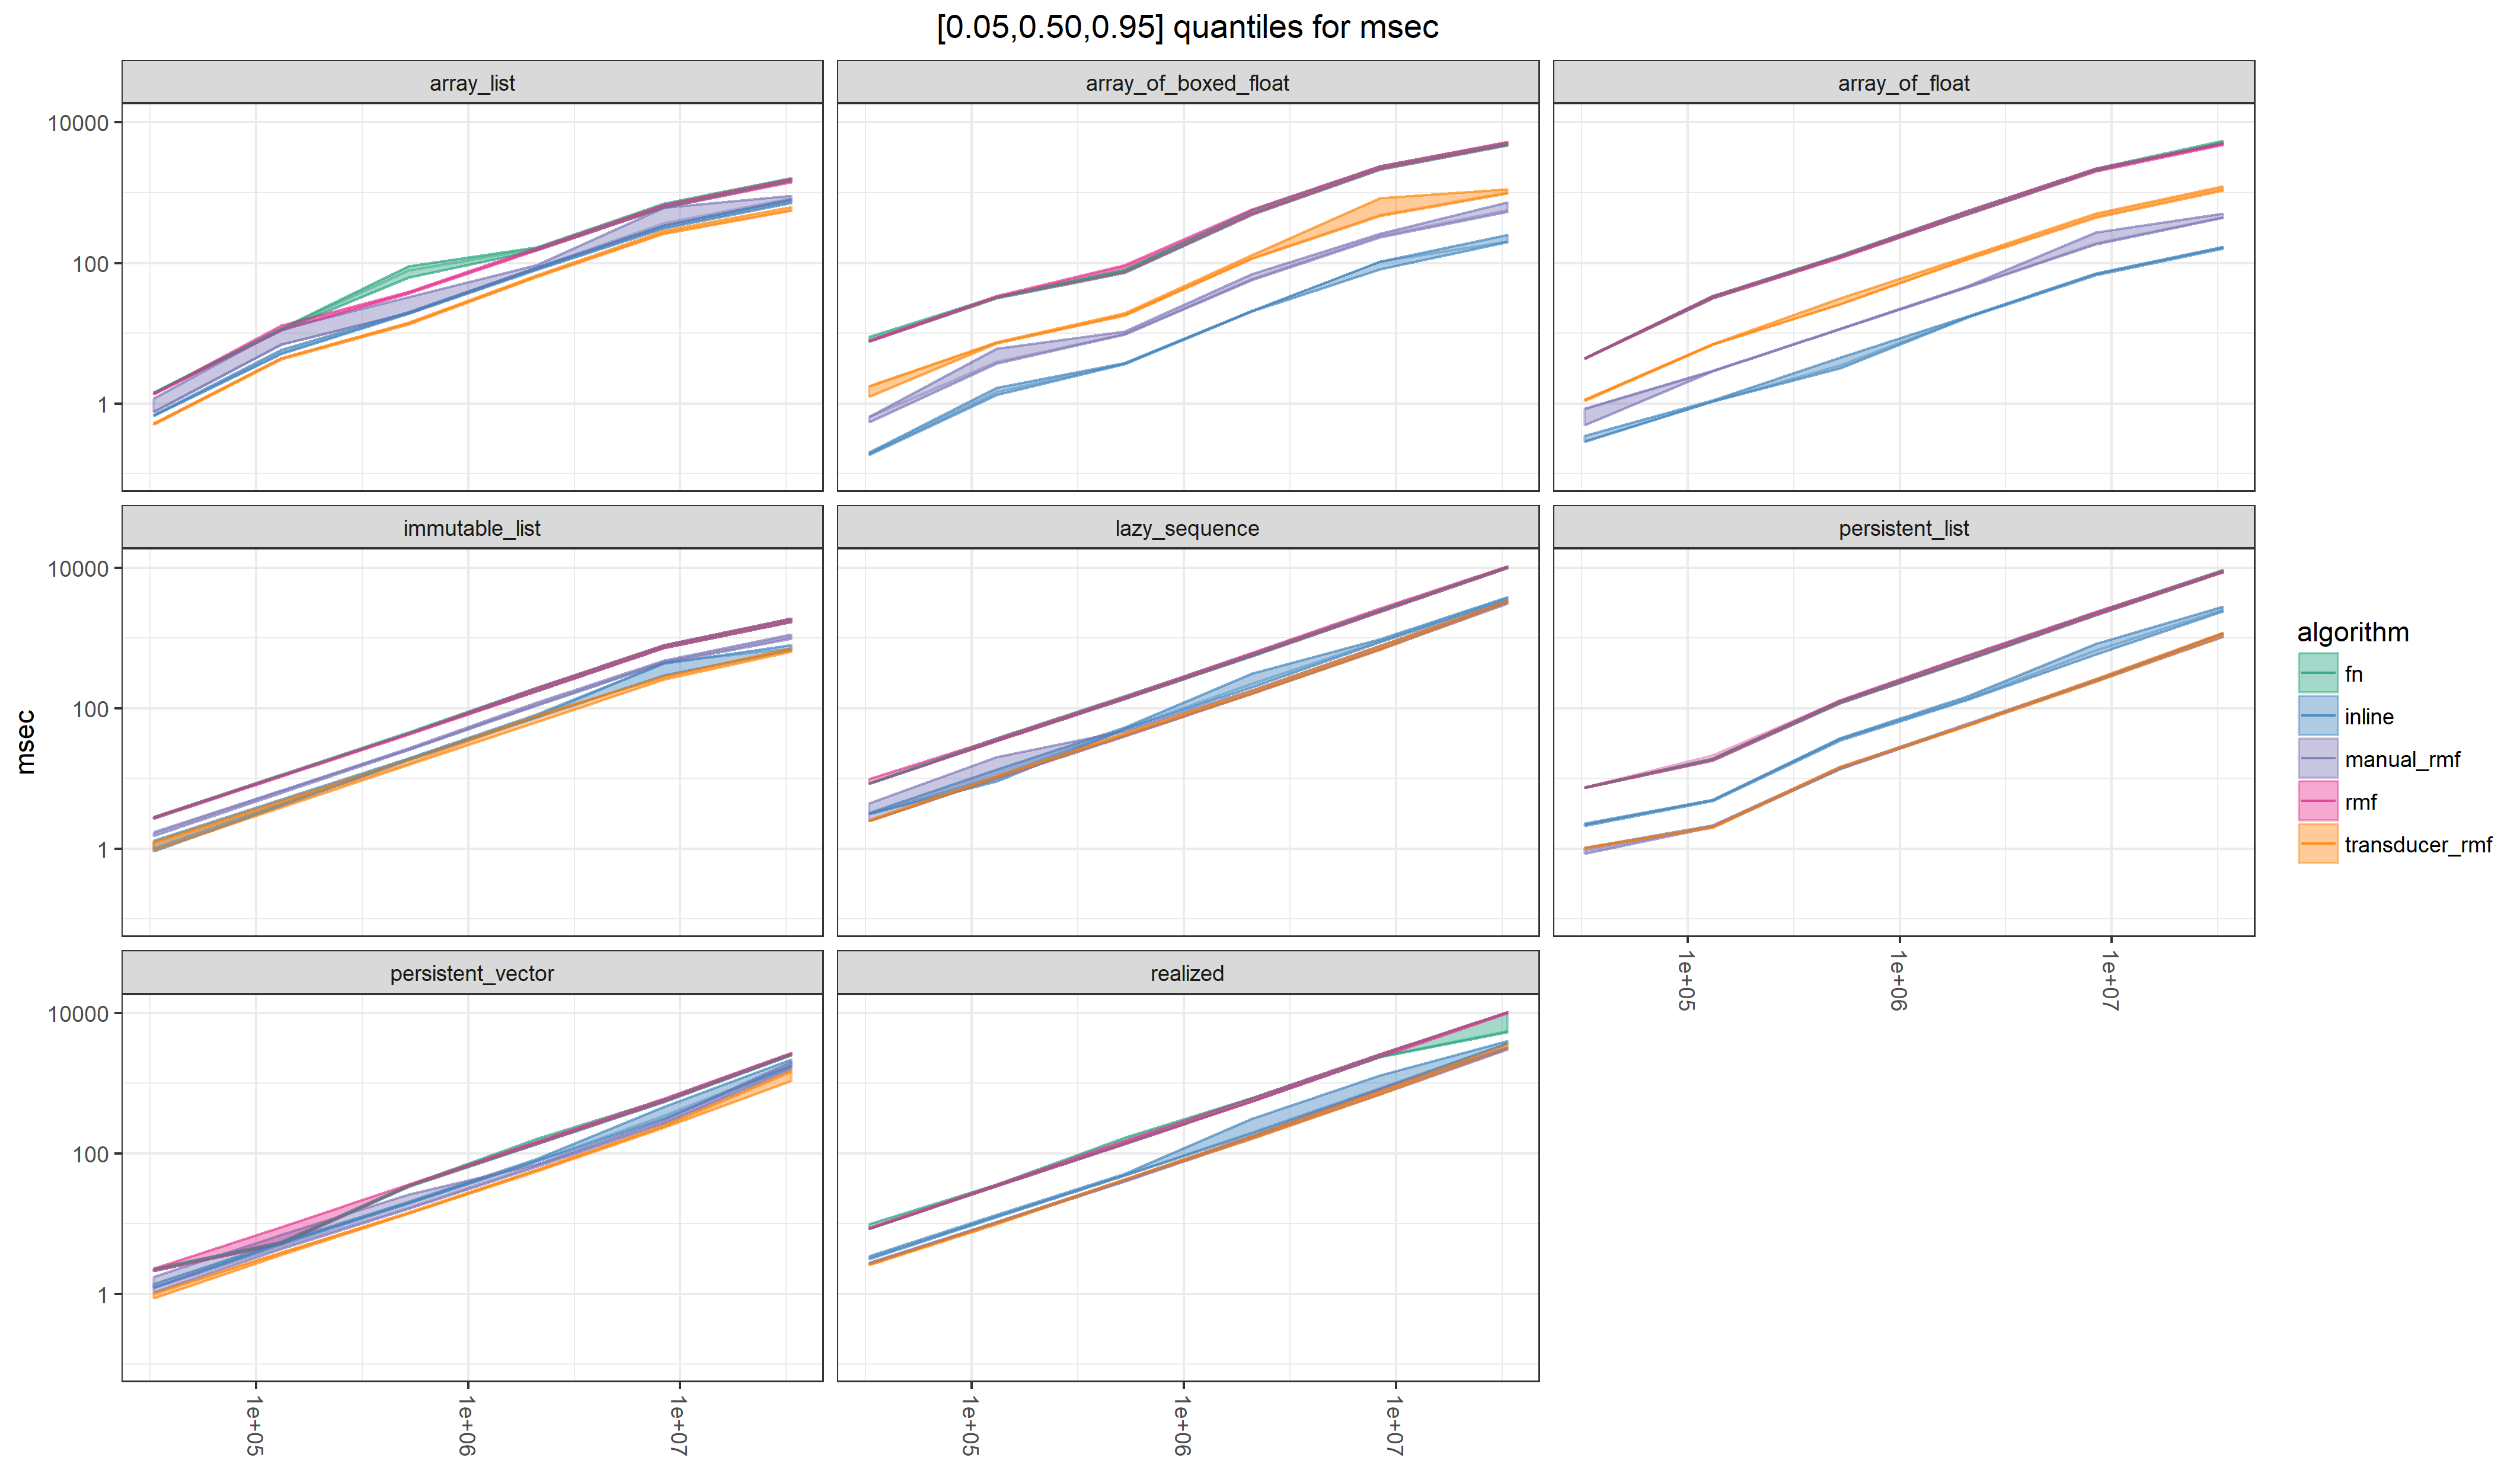 [0.05,0.50,0.95] quantiles for msec
array_list
array_of_boxed_float
array_of_float
10000
100
1
immutable_list
lazy_sequence
persistent_list
10000
100
1
msec
1e+05
1e+06
1e+07
persistent_vector
realized
10000
100
1
1e+05
1e+06
1e+07
1e+05
1e+06
1e+07
algorithm
fn
inline
manual_rmf
rmf
transducer_rmf